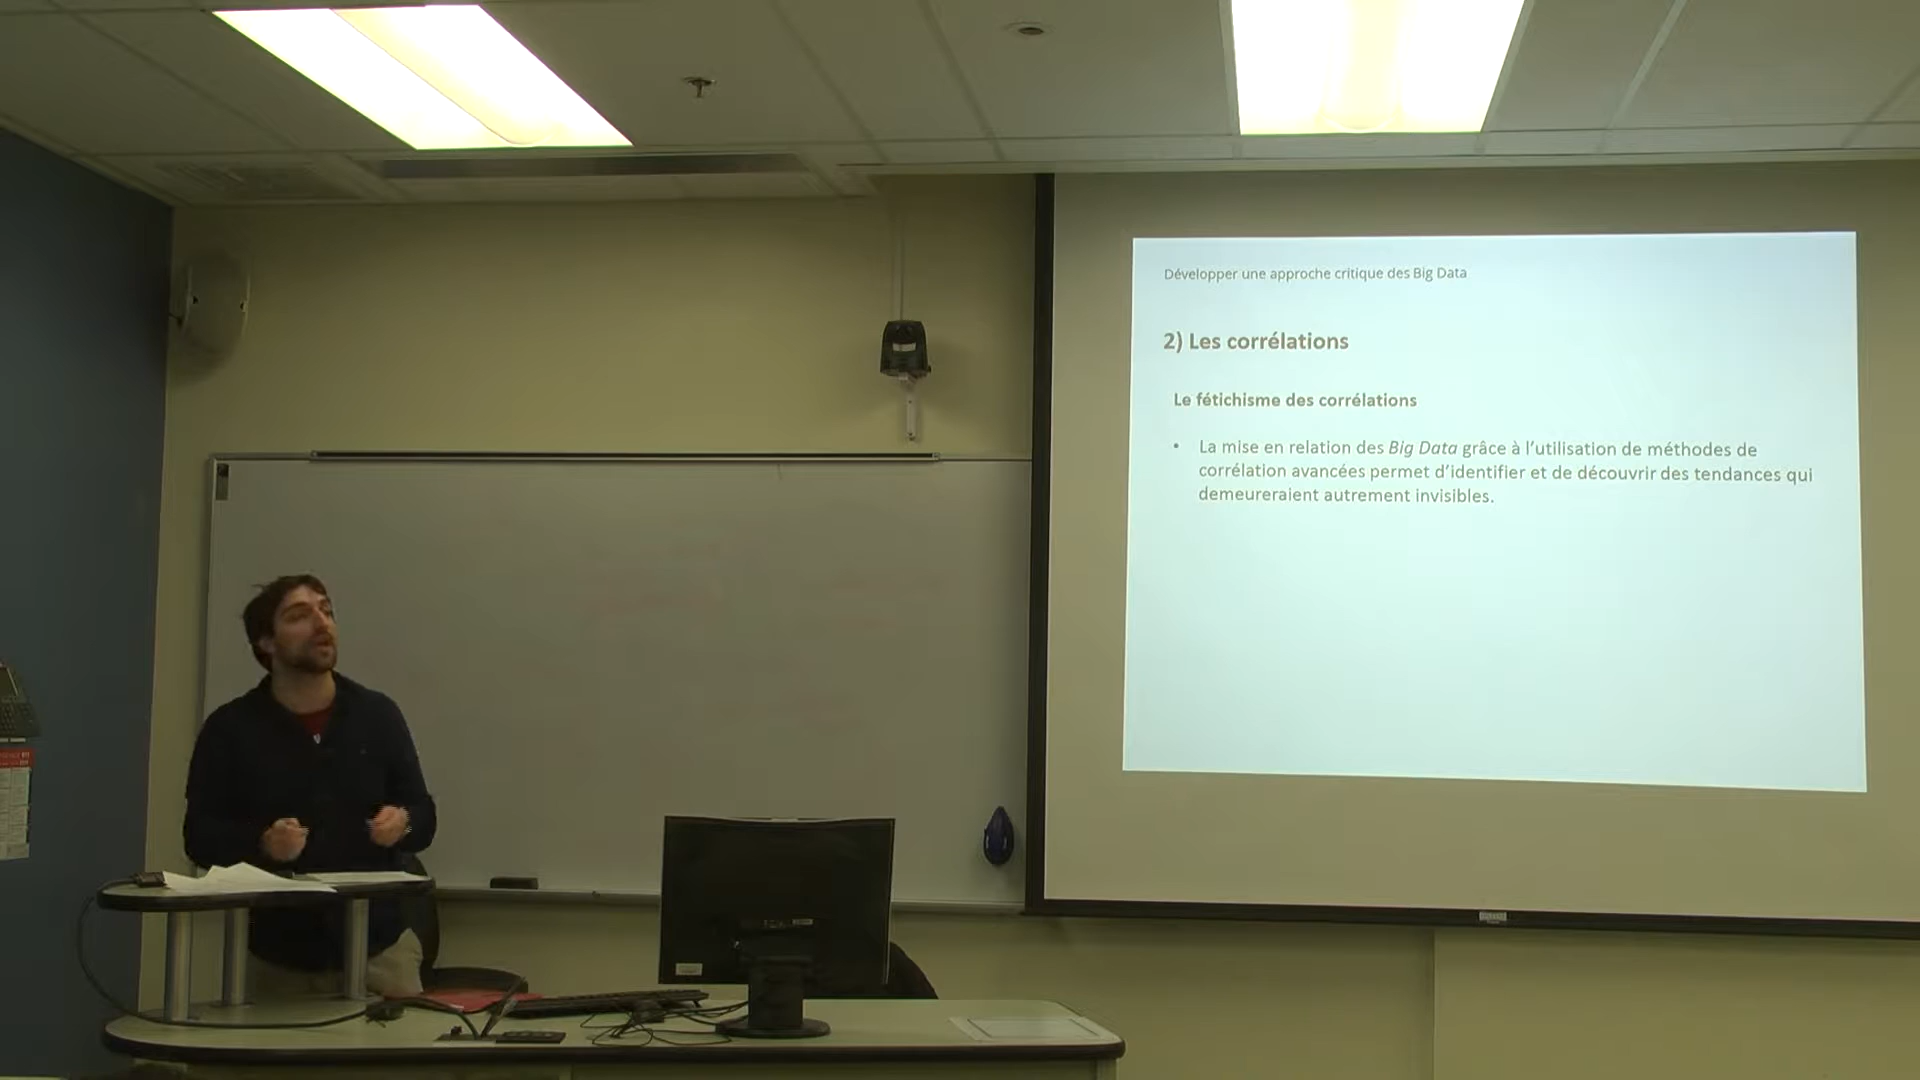 Développer une approche critique des Big Data
2) Les corrélations
Le fétichisme des corrélations
• La mise en relation des Big Data grâce à l'utilisation de méthodes de
corrélation avancées permet d'identifier et de découvrir des tendances qui
demeureraient autrement invisibles.